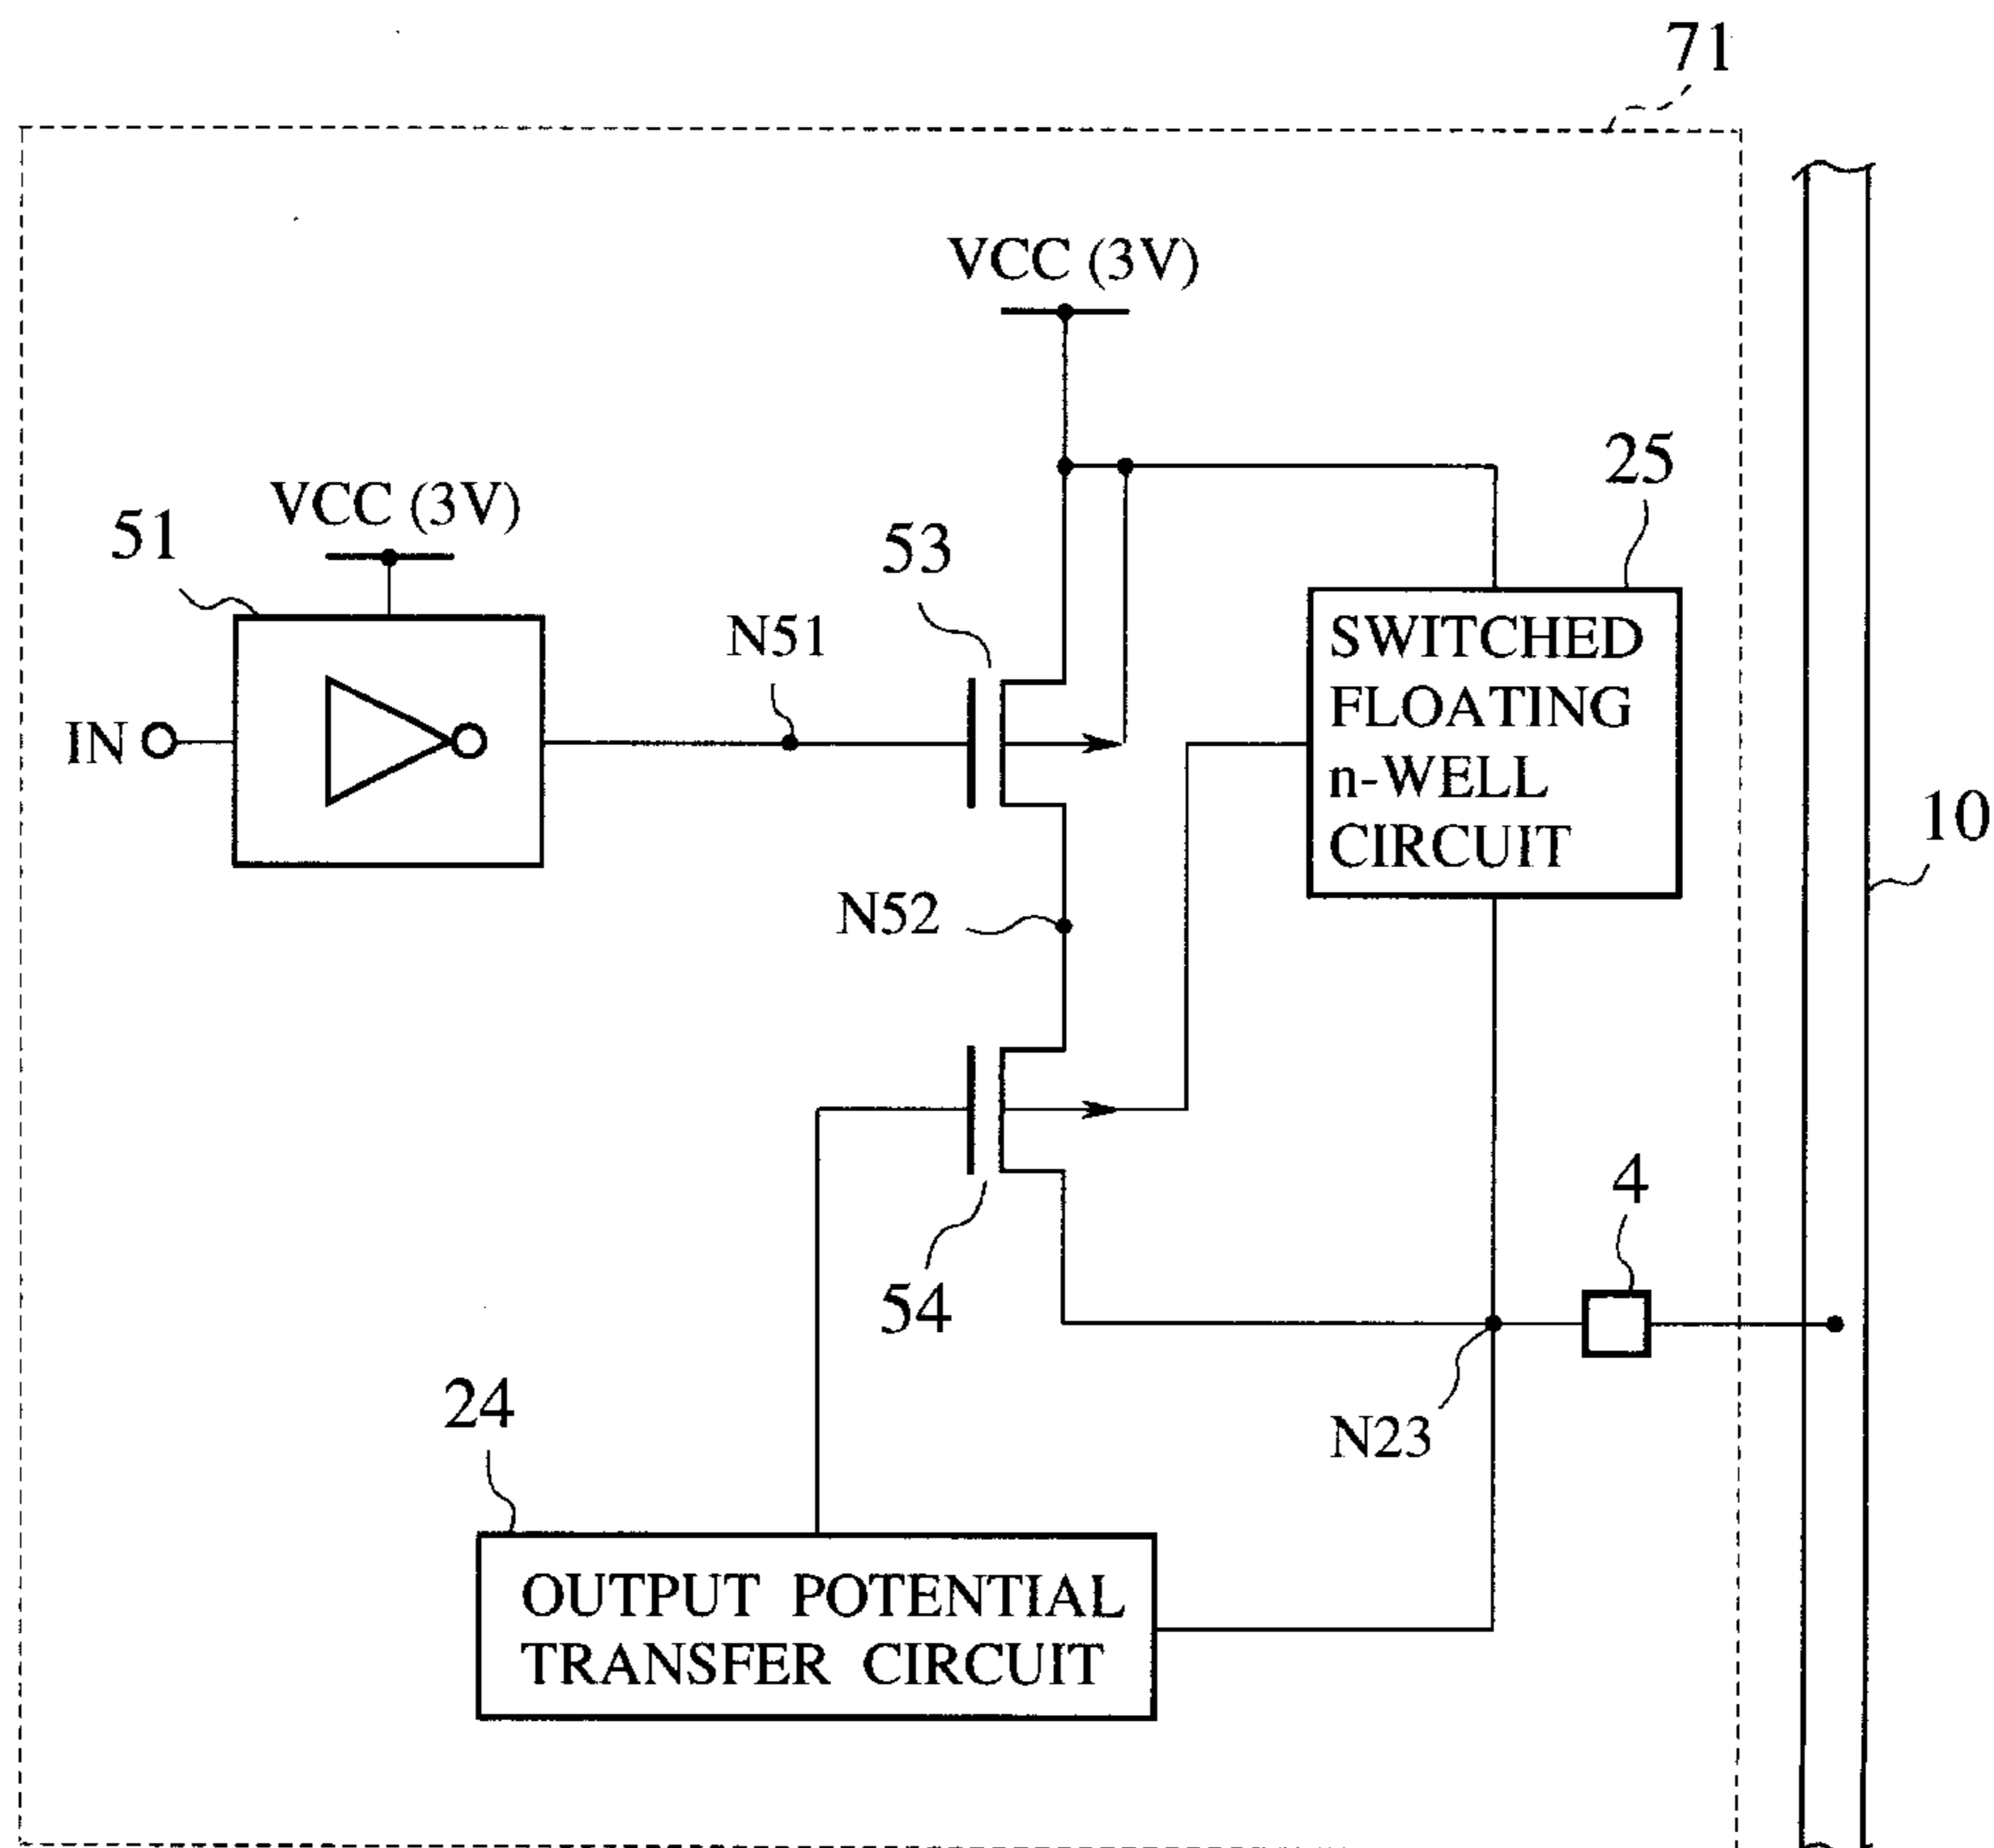 71
VCC (3V)
25
VCC (3V)
51
53
N51
SWITCHED
FLOATING
n-WELL
CIRCUIT
IN
10
N52
4
54
24
N23
OUTPUT POTENTIAL
TRANSFER CIRCUIT